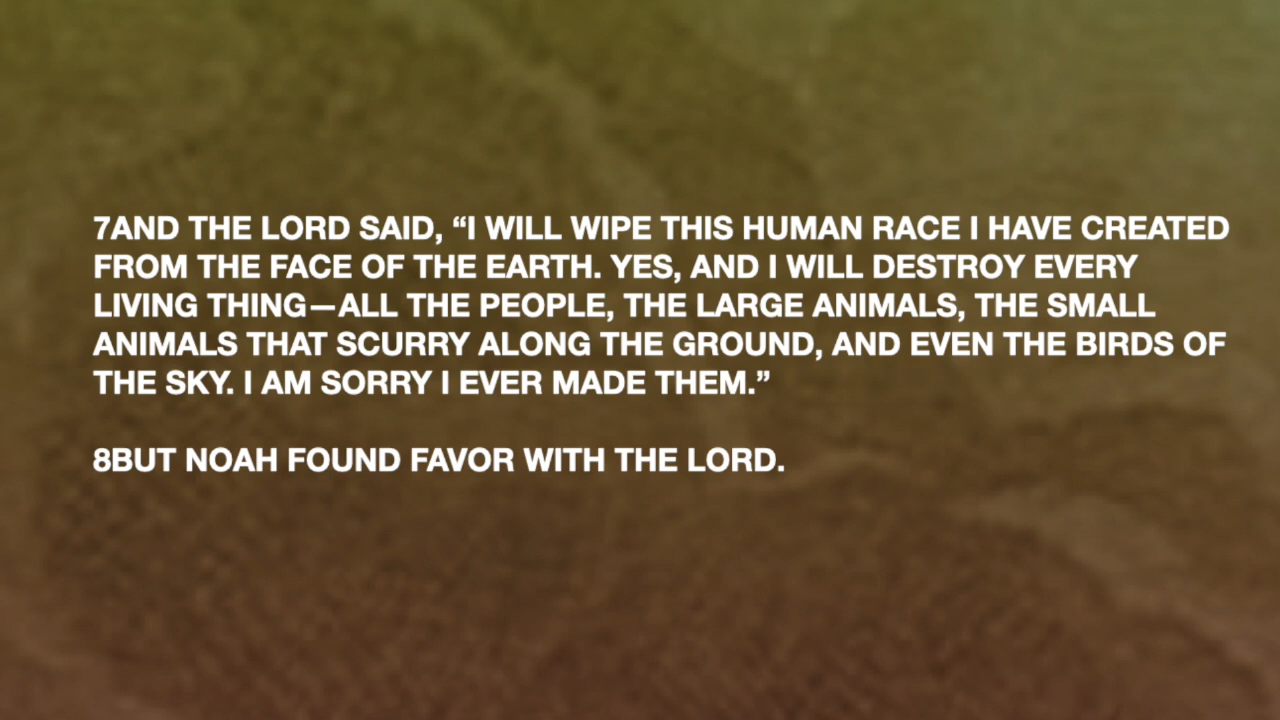 7AND THE LORD SAID, “I WILL WIPE THIS HUMAN RACE I HAVE CREATED
FROM THE FACE OF THE EARTH. YES, AND I WILL DESTROY EVERY
LIVING THING—ALL THE PEOPLE, THE LARGE ANIMALS, THE SMALL
ANIMALS THAT SCURRY ALONG THE GROUND, AND EVEN THE BIRDS OF
THE SKY. I AM SORRY I EVER MADE THEM.”
8BUT NOAH FOUND FAVOR WITH THE LORD.